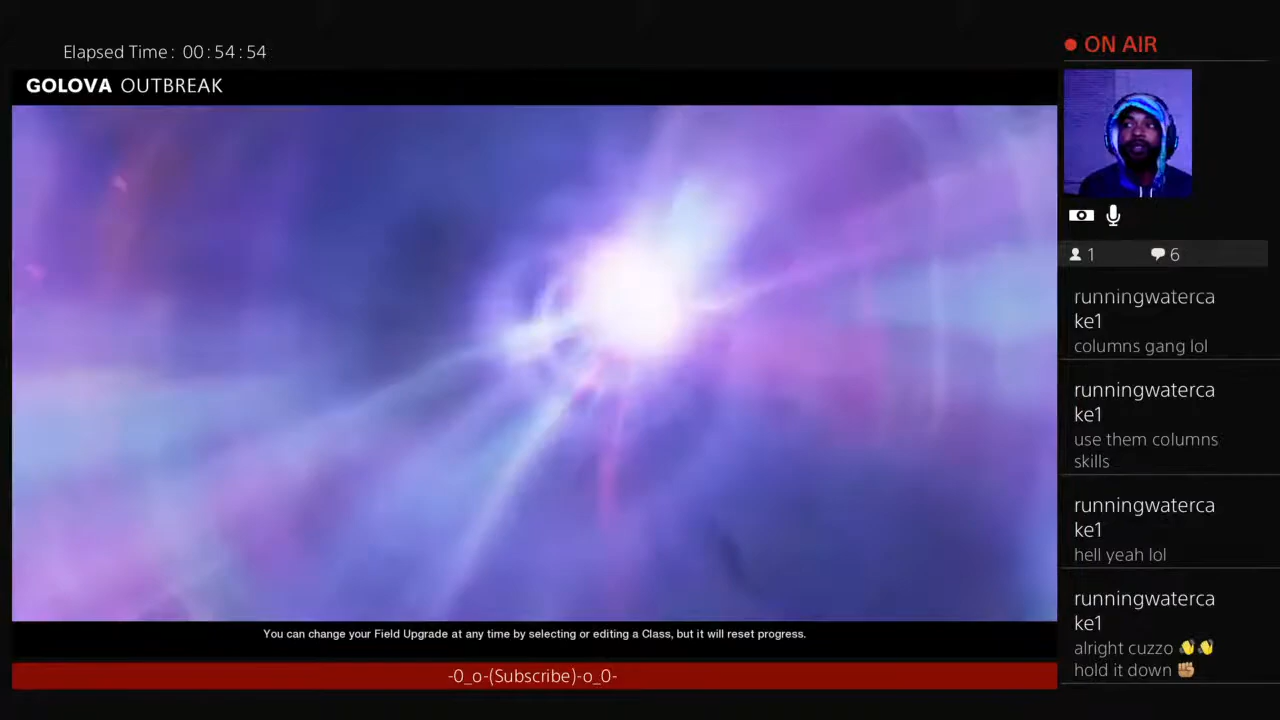 Elapsed Time: 00:54:54
ON AIR
GOLOVA OUTBREAK
1 6
runningwaterca
ke1
columns gang lol
runningwaterca
ke1
use them columns
skills
runningwaterca
ke1
hell yeah lol
runningwaterca
ke1
alright cuzzo 👋👋
hold it down ✊🏽
You can change your Field Upgrade at any time by selecting or editing a Class, but it will reset progress.
-0_o-(Subscribe)-o_0-